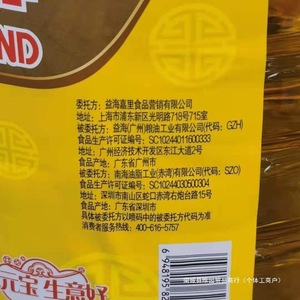 ND
委托方：益海嘉里食品营销有限公司
地址：上海市浦东新区光明路718号715室
被委托方：益海(广州)粮油工业有限公司(代码：GZH)
食品生产许可证编号：SC10244011600333
地址：广州经济技术开发区东江大道2号
食品产地：广东省广州市
被委托方：南海油脂工业(赤湾)有限公司(代码：SZO)
食品生产许可证编号：SC10244030500304
地址：深圳市南山区蛇口赤湾右炮台路15号
食品产地：广东省深圳市
具体被委托方以喷码中的被委托方代码为准
消费者服务热线：400-616-5757
元宝 生意好